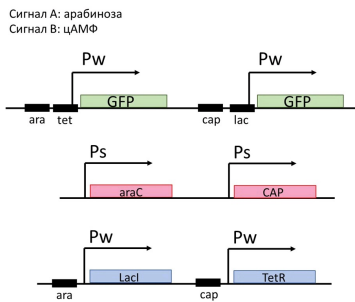 Сигнал А: арабиноза
Сигнал В: цАМФ
Pw Pw
GFP GFP
ara tet cap lac
Ps Ps
araC CAP
Pw Pw
LacI TetR
ara cap